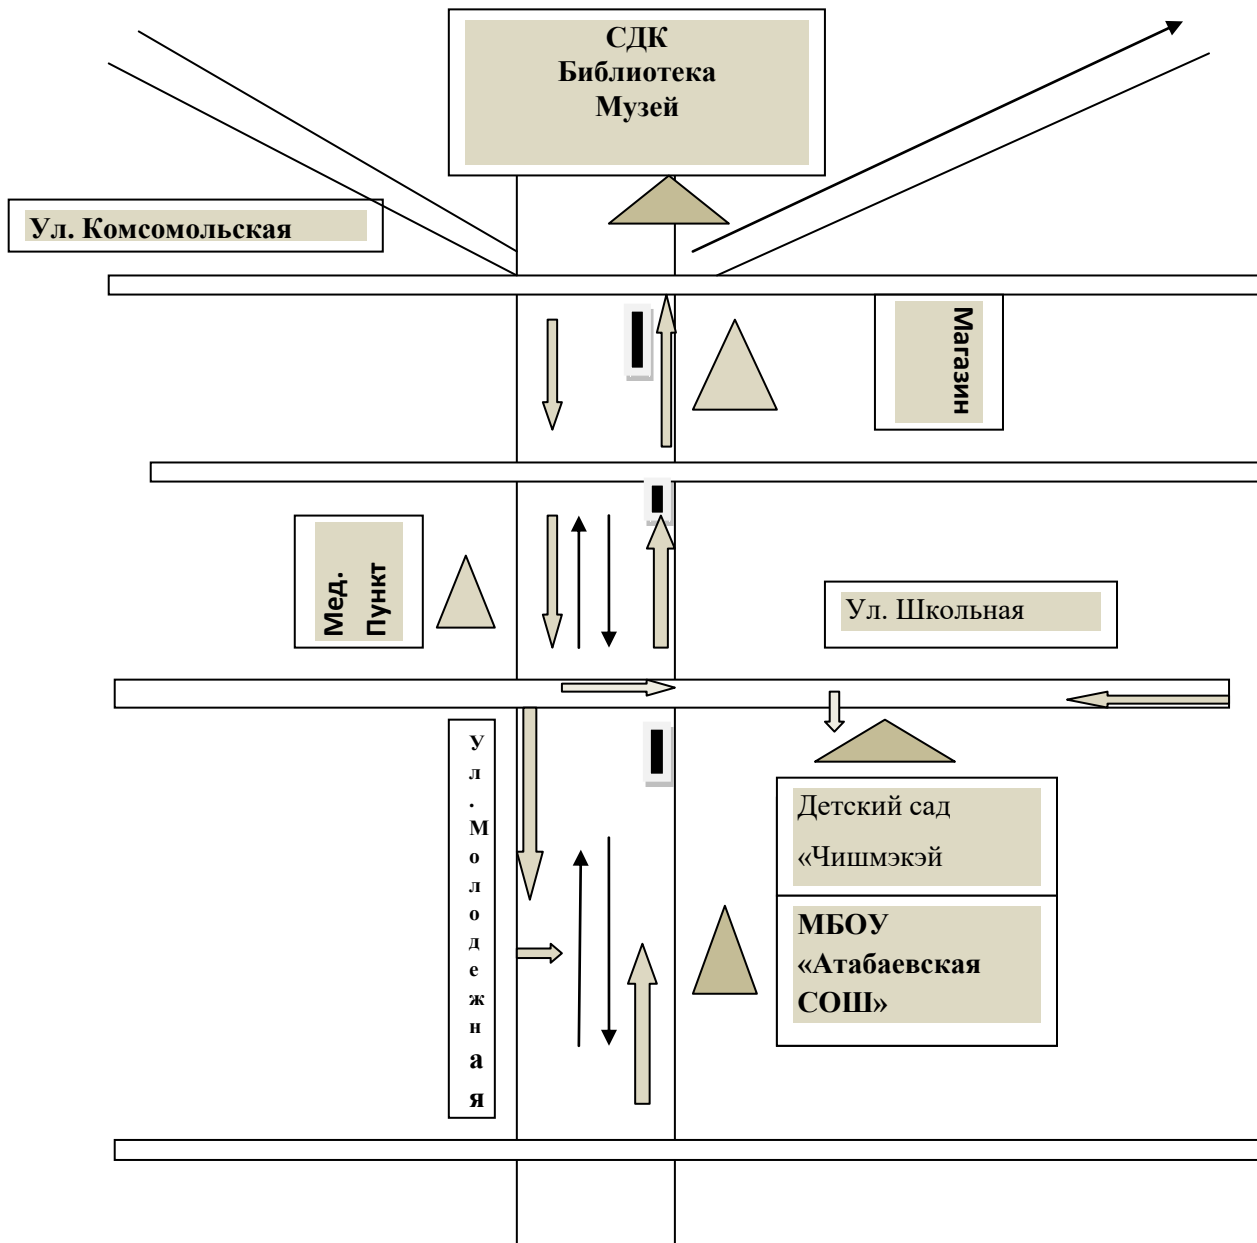 СДК
Библиотека
Музей
Ул. Комсомольская
Магазин
Мед.
Пункт
Ул. Школьная
Ул.Молодежная
Детский сад
«Чишмэкэй
МБОУ
«Атабаевская
СОШ»